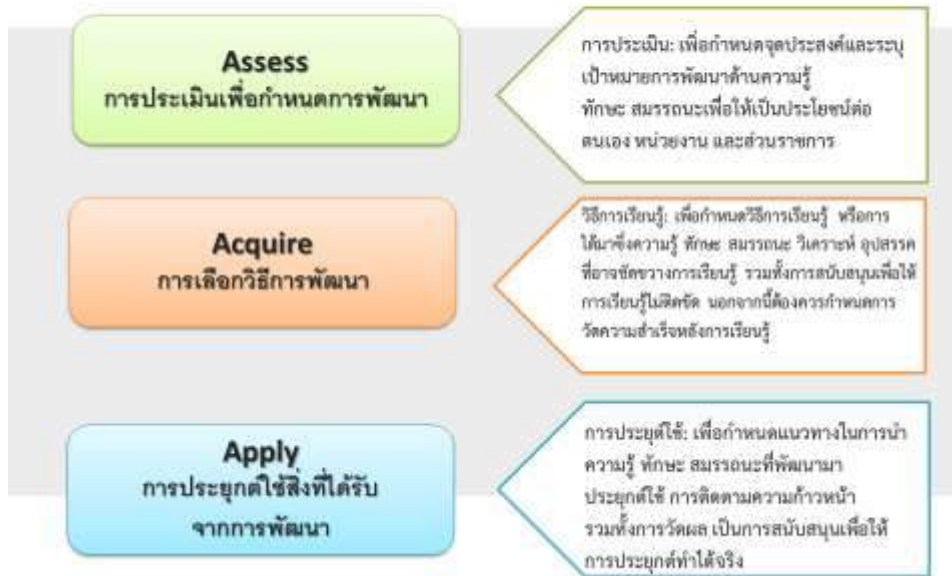 Assess
การประเมินเพื่อกำหนดการพัฒนา
การประเมิน: เพื่อกำหนดจุดประสงค์และระบุ
เป้าหมายการพัฒนาด้านความรู้
ทักษะ สมรรถนะเพื่อให้เป็นประโยชน์ต่อ
ตนเอง หน่วยงาน และส่วนราชการ
Acquire
การเลือกวิธีการพัฒนา
วิธีการเรียนรู้: เพื่อกำหนดวิธีการเรียนรู้ หรือการ
ได้มาซึ่งความรู้ ทักษะ สมรรถนะ วิเคราะห์ อุปสรรค
ที่อาจขัดขวางการเรียนรู้ รวมทั้งการสนับสนุนเพื่อให้
การเรียนรู้ไม่ติดขัด นอกจากนี้ต้องควรกำหนดการ
วัดความสำเร็จหลังการเรียนรู้
Apply
การประยุกต์ใช้สิ่งที่ได้รับ
จากการพัฒนา
การประยุต์ใช้: เพื่อกำหนดแนวทางในการนำ
ความรู้ ทักษะ สมรรถนะที่พัฒนามา
ประยุกต์ใช้ การติดตามความก้าวหน้า
รวมทั้งการวัดผล เป็นการสนับสนุนเพื่อให้
การประยุกต์ทำได้จริง